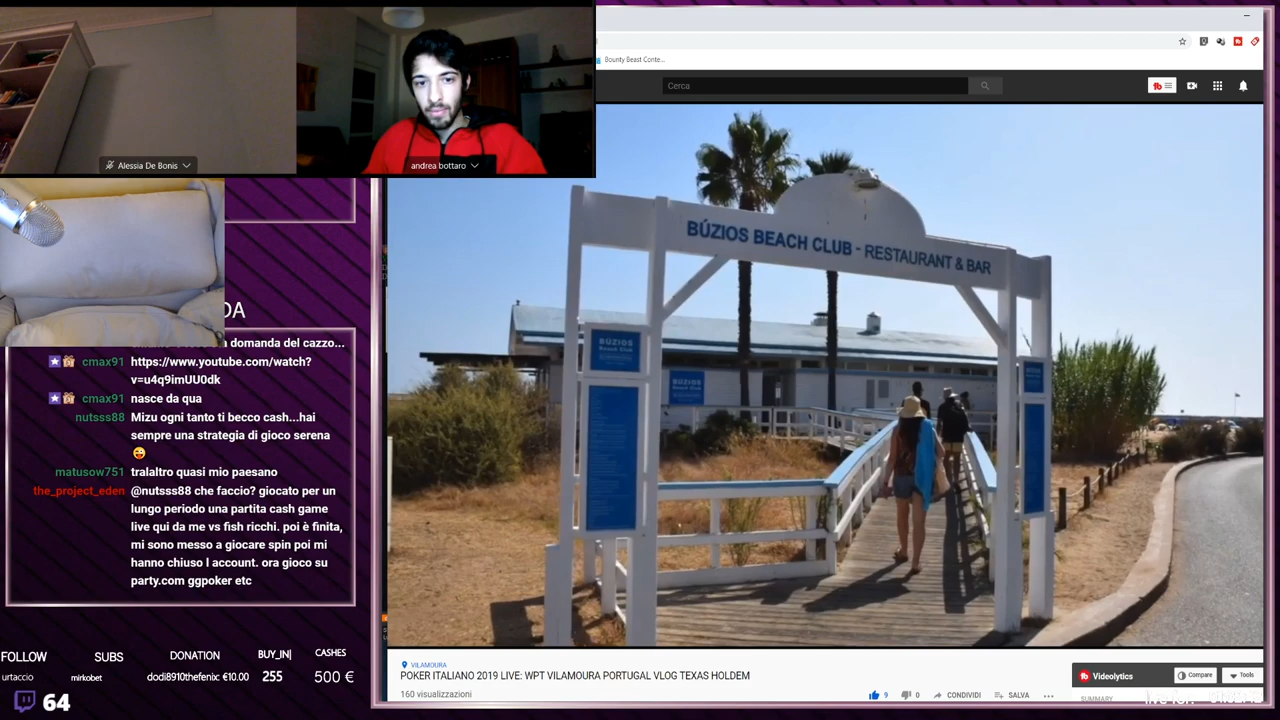 Alessia De Bonis
andrea bottaro
Bounty Beast Conte...
Cerca
BÚZIOS BEACH CLUB - RESTAURANT & BAR
BÚZIOS
Beach Club
BÚZIOS
DA
a domanda del cazzo...
cmax91 https://www.youtube.com/watch?
v=u4q9imUU0dk
cmax91 nasce da qua
nutsss88 Mizu ogni tanto ti becco cash...hai
sempre una strategia di gioco serena
matusow751 tralaltro quasi mio paesano
the_project_eden @nutsss88 che faccio? giocato per un
lungo periodo una partita cash game
live qui da me vs fish ricchi. poi è finita,
mi sono messo a giocare spin poi mi
hanno chiuso l account. ora gioco su
party.com ggpoker etc
FOLLOW SUBS DONATION BUY_IN| CASHES
urtaccio mirkobet dodi8910thefenix: €10.00 255 500 €
64
VILAMOURA
POKER ITALIANO 2019 LIVE: WPT VILAMOURA PORTUGAL VLOG TEXAS HOLDEM
160 visualizzazioni
9 0 CONDIVIDI SALVA
Videolytics Compare Tools
SUMMARY